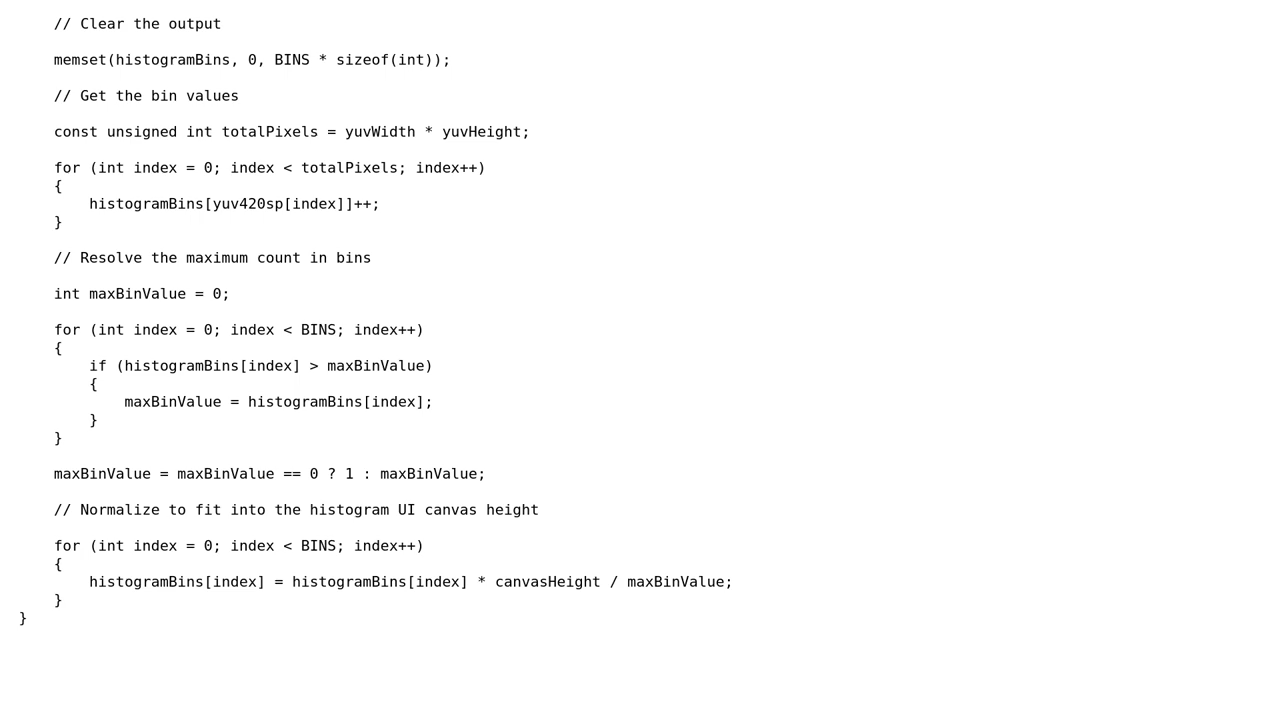 // Clear the output
memset(histogramBins, 0, BINS * sizeof(int));
// Get the bin values
const unsigned int totalPixels = yuvWidth * yuvHeight;
for (int index = 0; index < totalPixels; index++)
{
histogramBins[yuv420sp[index]]++;
}
// Resolve the maximum count in bins
int maxBinValue = 0;
for (int index = 0; index < BINS; index++)
{
if (histogramBins[index] > maxBinValue)
{
maxBinValue = histogramBins[index];
}
}
maxBinValue = maxBinValue == 0 ? 1 : maxBinValue;
// Normalize to fit into the histogram UI canvas height
for (int index = 0; index < BINS; index++)
{
histogramBins[index] = histogramBins[index] * canvasHeight / maxBinValue;
}
}